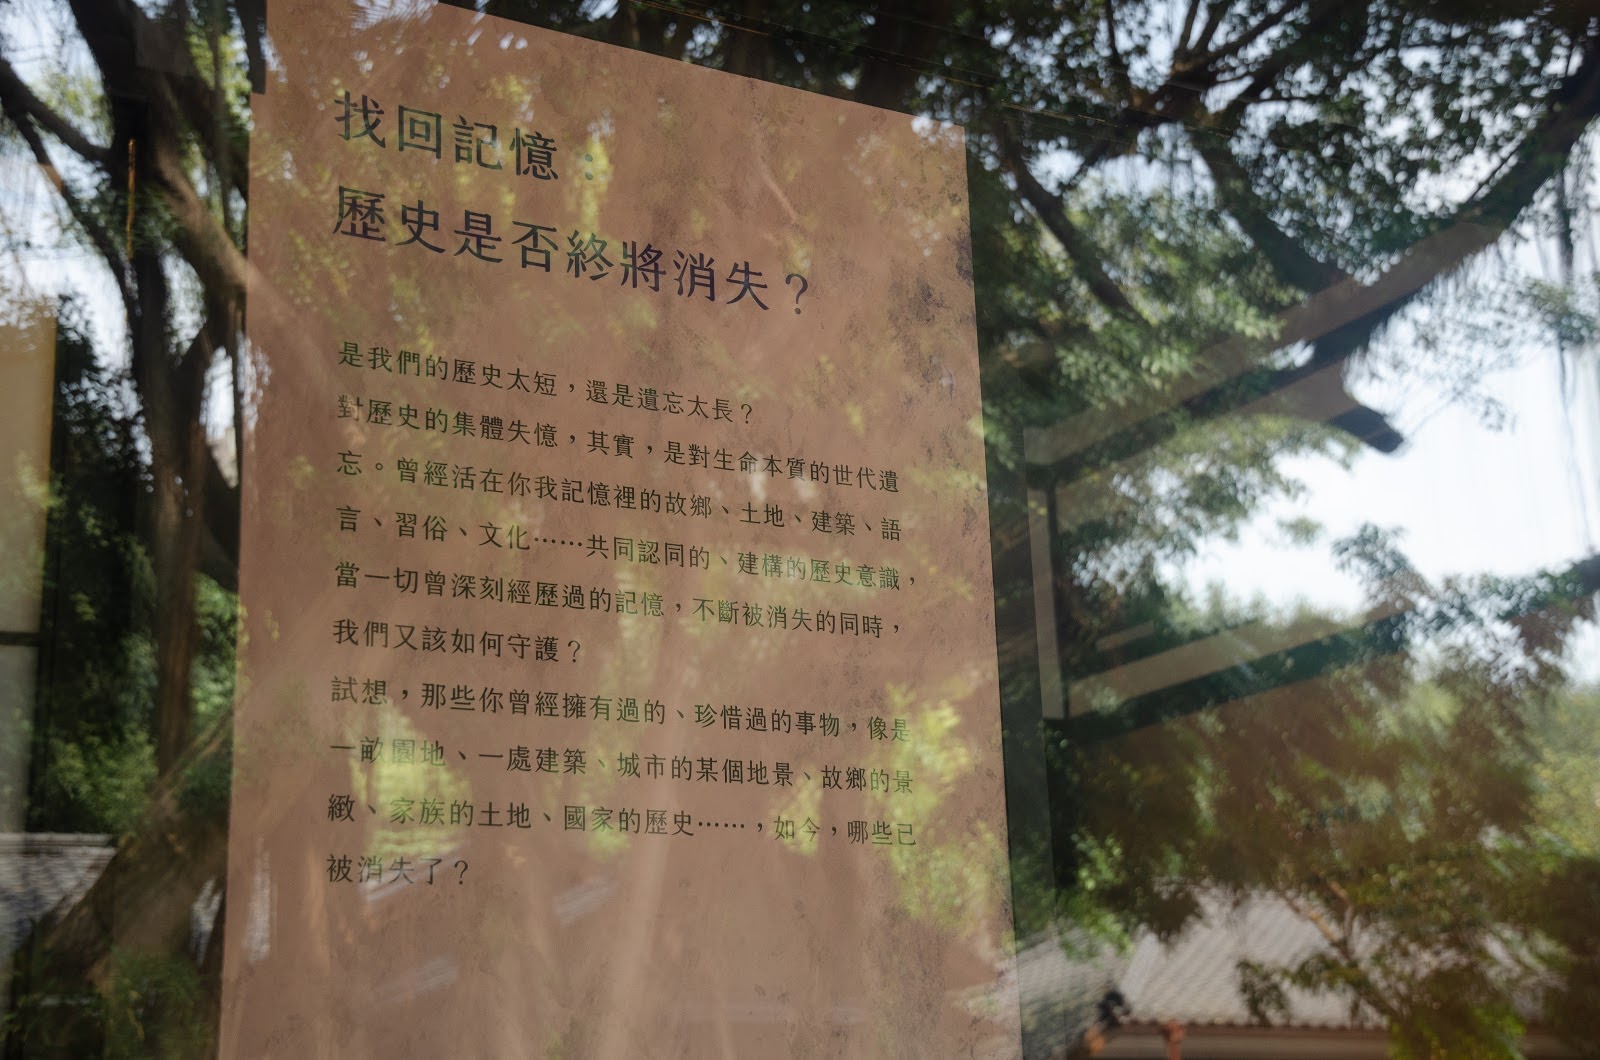 找回記憶：
歷史是否終將消失？
是我們的歷史太短，還是遺忘太長？
對歷史的集體失憶，其實，是對生命本質的世代遺
忘。曾經活在你我記憶裡的故鄉、土地、建築、語
言、習俗、文化……共同認同的、建構的歷史意識，
當一切曾深刻經歷過的記憶，不斷被消失的同時，
我們又該如何守護？
試想，那些你曾經擁有過的、珍惜過的事物，像是
一畝園地、一處建築、城市的某個地景、故鄉的景
緻、家族的土地、國家的歷史……，如今，哪些已
被消失了？